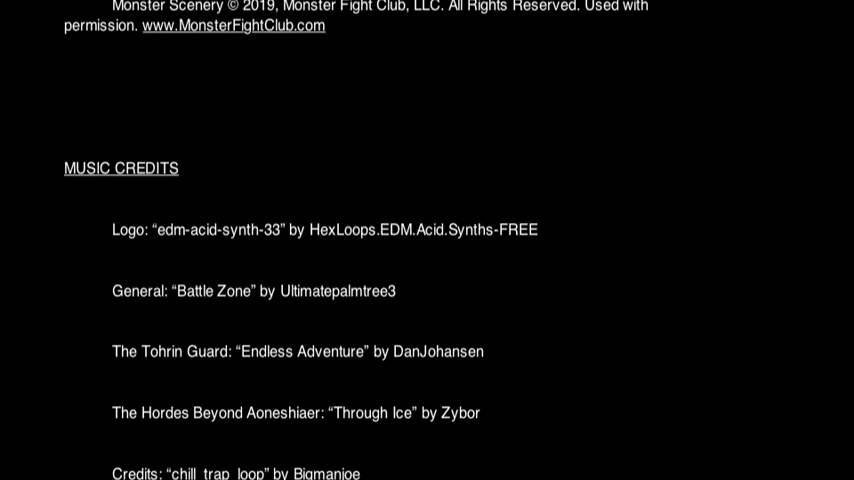 Monster Scenery © 2019, Monster Fight Club, LLC. All Rights Reserved. Used with
permission. www.MonsterFightClub.com
MUSIC CREDITS
Logo: “edm-acid-synth-33” by HexLoops.EDM.Acid.Synths-FREE
General: “Battle Zone” by Ultimatepalmtree3
The Tohrin Guard: “Endless Adventure” by DanJohansen
The Hordes Beyond Aoneshiaer: “Through Ice” by Zybor
Credits: “chill_trap_loop” by Bigmanjoe